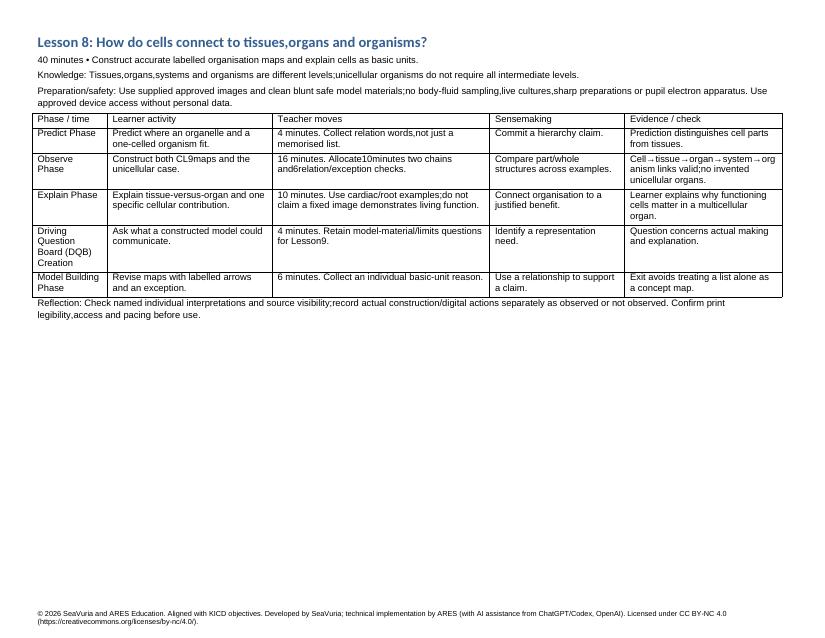 Lesson 8: How do cells connect to tissues,organs and organisms?
40 minutes • Construct accurate labelled organisation maps and explain cells as basic units.
Knowledge: Tissues,organs,systems and organisms are different levels;unicellular organisms do not require all intermediate levels.
Preparation/safety: Use supplied approved images and clean blunt safe model materials;no body-fluid sampling,live cultures,sharp preparations or pupil electron apparatus. Use
approved device access without personal data.
Phase / time
Learner activity
Teacher moves
Sensemaking
Evidence / check
Predict Phase
Predict where an organelle and a
one-celled organism fit.
4 minutes. Collect relation words,not just a
memorised list.
Commit a hierarchy claim.
Prediction distinguishes cell parts
from tissues.
Observe
Phase
Construct both CL9maps and the
unicellular case.
16 minutes. Allocate10minutes two chains
and6relation/exception checks.
Compare part/whole
structures across examples.
Cell→tissue→organ→system→org
anism links valid;no invented
unicellular organs.
Explain Phase
Explain tissue-versus-organ and one
specific cellular contribution.
10 minutes. Use cardiac/root examples;do not
claim a fixed image demonstrates living function.
Connect organisation to a
justified benefit.
Learner explains why functioning
cells matter in a multicellular
organ.
Driving
Question
Board (DQB)
Creation
Ask what a constructed model could
communicate.
4 minutes. Retain model-material/limits questions
for Lesson9.
Identify a representation
need.
Question concerns actual making
and explanation.
Model Building
Phase
Revise maps with labelled arrows
and an exception.
6 minutes. Collect an individual basic-unit reason.
Use a relationship to support
a claim.
Exit avoids treating a list alone as
a concept map.
Reflection: Check named individual interpretations and source visibility;record actual construction/digital actions separately as observed or not observed. Confirm print
legibility,access and pacing before use.
© 2026 SeaVuria and ARES Education. Aligned with KICD objectives. Developed by SeaVuria; technical implementation by ARES (with AI assistance from ChatGPT/Codex, OpenAI). Licensed under CC BY-NC 4.0
(https://creativecommons.org/licenses/by-nc/4.0/).